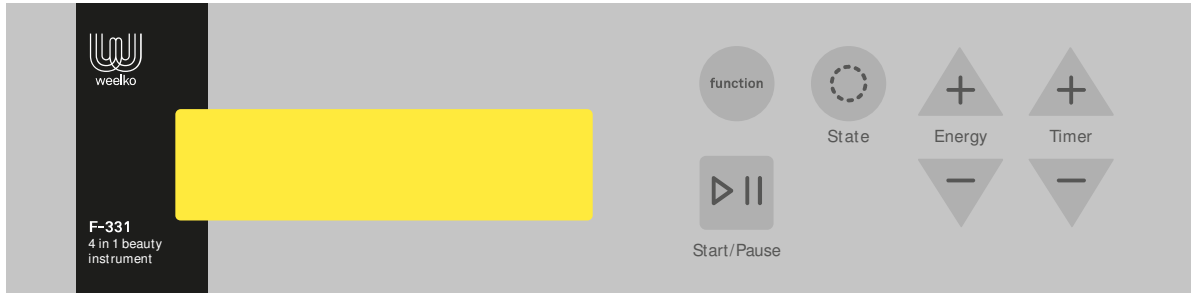 weelko
F-331
4 in 1 beauty
instrument
function
State
Energy
Timer
Start/Pause